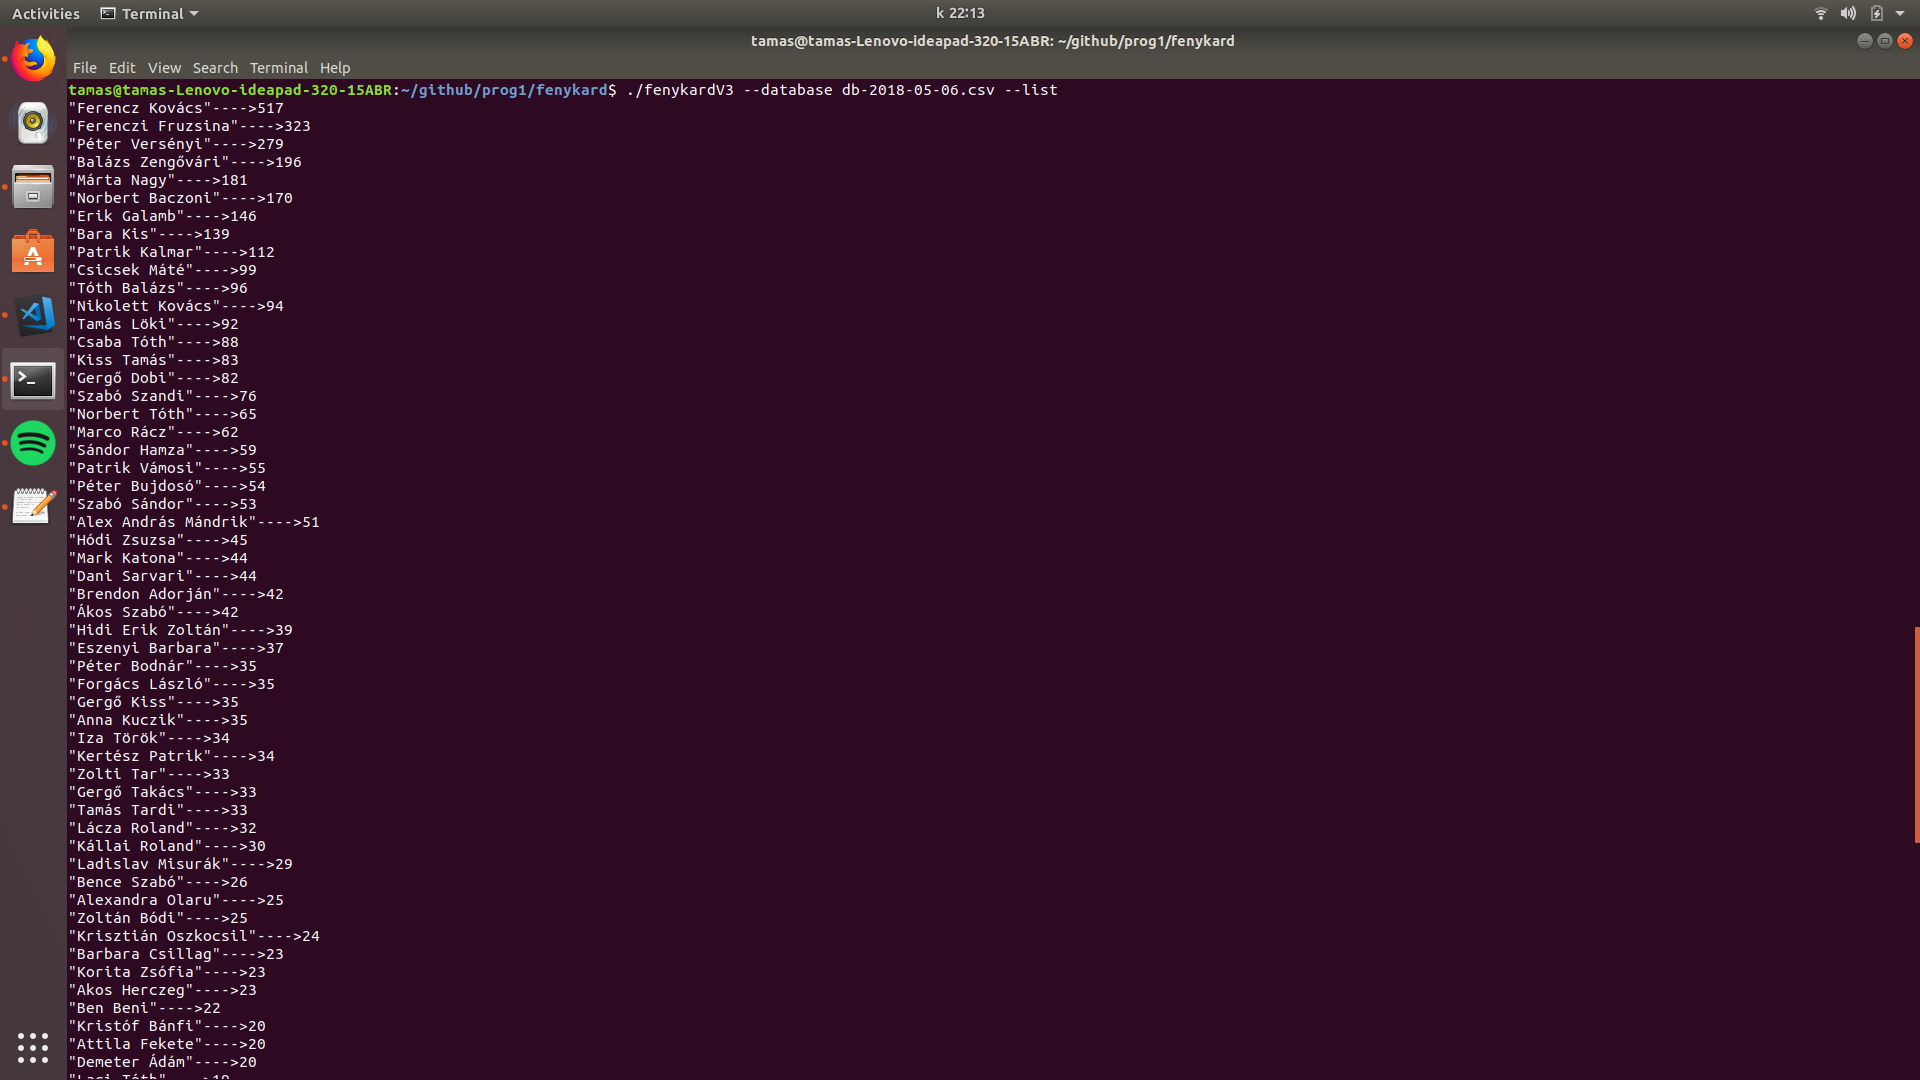 Activities Terminal k 22:13
tamas@tamas-Lenovo-ideapad-320-15ABR: ~/github/prog1/fenykard
File Edit View Search Terminal Help
tamas@tamas-Lenovo-ideapad-320-15ABR:~/github/prog1/fenykard$ ./fenykardV3 --database db-2018-05-06.csv --list
"Ferencz Kovács"---->517
"Ferenczi Fruzsina"---->323
"Péter Versényi"---->279
"Balázs Zengővári"---->196
"Márta Nagy"---->181
"Norbert Baczoni"---->170
"Erik Galamb"---->146
"Bara Kis"---->139
"Patrik Kalmar"---->112
"Csicsek Máté"---->99
"Tóth Balázs"---->96
"Nikolett Kovács"---->94
"Tamás Löki"---->92
"Csaba Tóth"---->88
"Kiss Tamás"---->83
"Gergő Dobi"---->82
"Szabó Szandi"---->76
"Norbert Tóth"---->65
"Marco Rácz"---->62
"Sándor Hamza"---->59
"Patrik Vámosi"---->55
"Péter Bujdosó"---->54
"Szabó Sándor"---->53
"Alex András Mándrik"---->51
"Hódi Zsuzsa"---->45
"Mark Katona"---->44
"Dani Sarvari"---->44
"Brendon Adorján"---->42
"Ákos Szabó"---->42
"Hidi Erik Zoltán"---->39
"Eszenyi Barbara"---->37
"Péter Bodnár"---->35
"Forgács László"---->35
"Gergő Kiss"---->35
"Anna Kuczik"---->35
"Iza Török"---->34
"Kertész Patrik"---->34
"Zolti Tar"---->33
"Gergő Takács"---->33
"Tamás Tardi"---->33
"Lácza Roland"---->32
"Kállai Roland"---->30
"Ladislav Misurák"---->29
"Bence Szabó"---->26
"Alexandra Olaru"---->25
"Zoltán Bódi"---->25
"Krisztián Oszkocsil"---->24
"Barbara Csillag"---->23
"Korita Zsófia"---->23
"Akos Herczeg"---->23
"Ben Beni"---->22
"Kristóf Bánfi"---->20
"Attila Fekete"---->20
"Demeter Ádám"---->20
"Laci Tóth"---->19